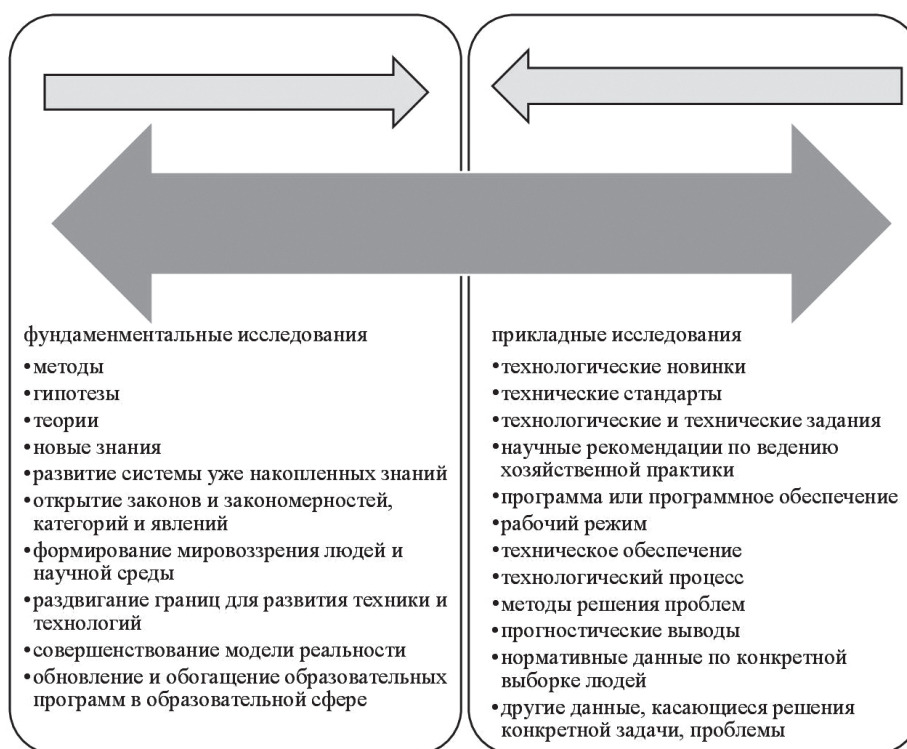 фундаменментальные исследования
•методы
•гипотезы
•теории
•новые знания
•развитие системы уже накопленных знаний
•открытие законов и закономерностей,
категорий и явлений
•формирование мировоззрения людей и
научной среды
•раздвигание границ для развития техники и
технологий
•совершенствование модели реальности
•обновление и обогащение образовательных
программ в образовательной сфере
прикладные исследования
•технологические новинки
•технические стандарты
•технологические и технические задания
•научные рекомендации по ведению
хозяйственной практики
•программа или программное обеспечение
•рабочий режим
•техническое обеспечение
•технологический процесс
•методы решения проблем
•прогностические выводы
•нормативные данные по конкретной
выборке людей
•другие данные, касающиеся решения
конкретной задачи, проблемы